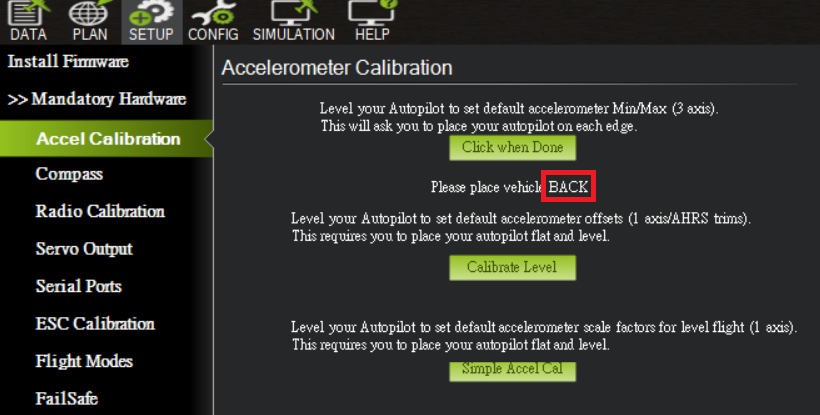 DATA PLAN SETUP CONFIG SIMULATION HELP
Install Firmware
>> Mandatory Hardware
Accel Calibration
Compass
Radio Calibration
Servo Output
Serial Ports
ESC Calibration
Flight Modes
FailSafe
Accelerometer Calibration
Level your Autopilot to set default accelerometer Min/Max (3 axis).
This will ask you to place your autopilot on each edge.
Click when Done
Please place vehicle BACK
Level your Autopilot to set default accelerometer offsets (1 axis/AHRS trims).
This requires you to place your autopilot flat and level.
Calibrate Level
Level your Autopilot to set default accelerometer scale factors for level flight (1 axis).
This requires you to place your autopilot flat and level.
Simple Accel Cal